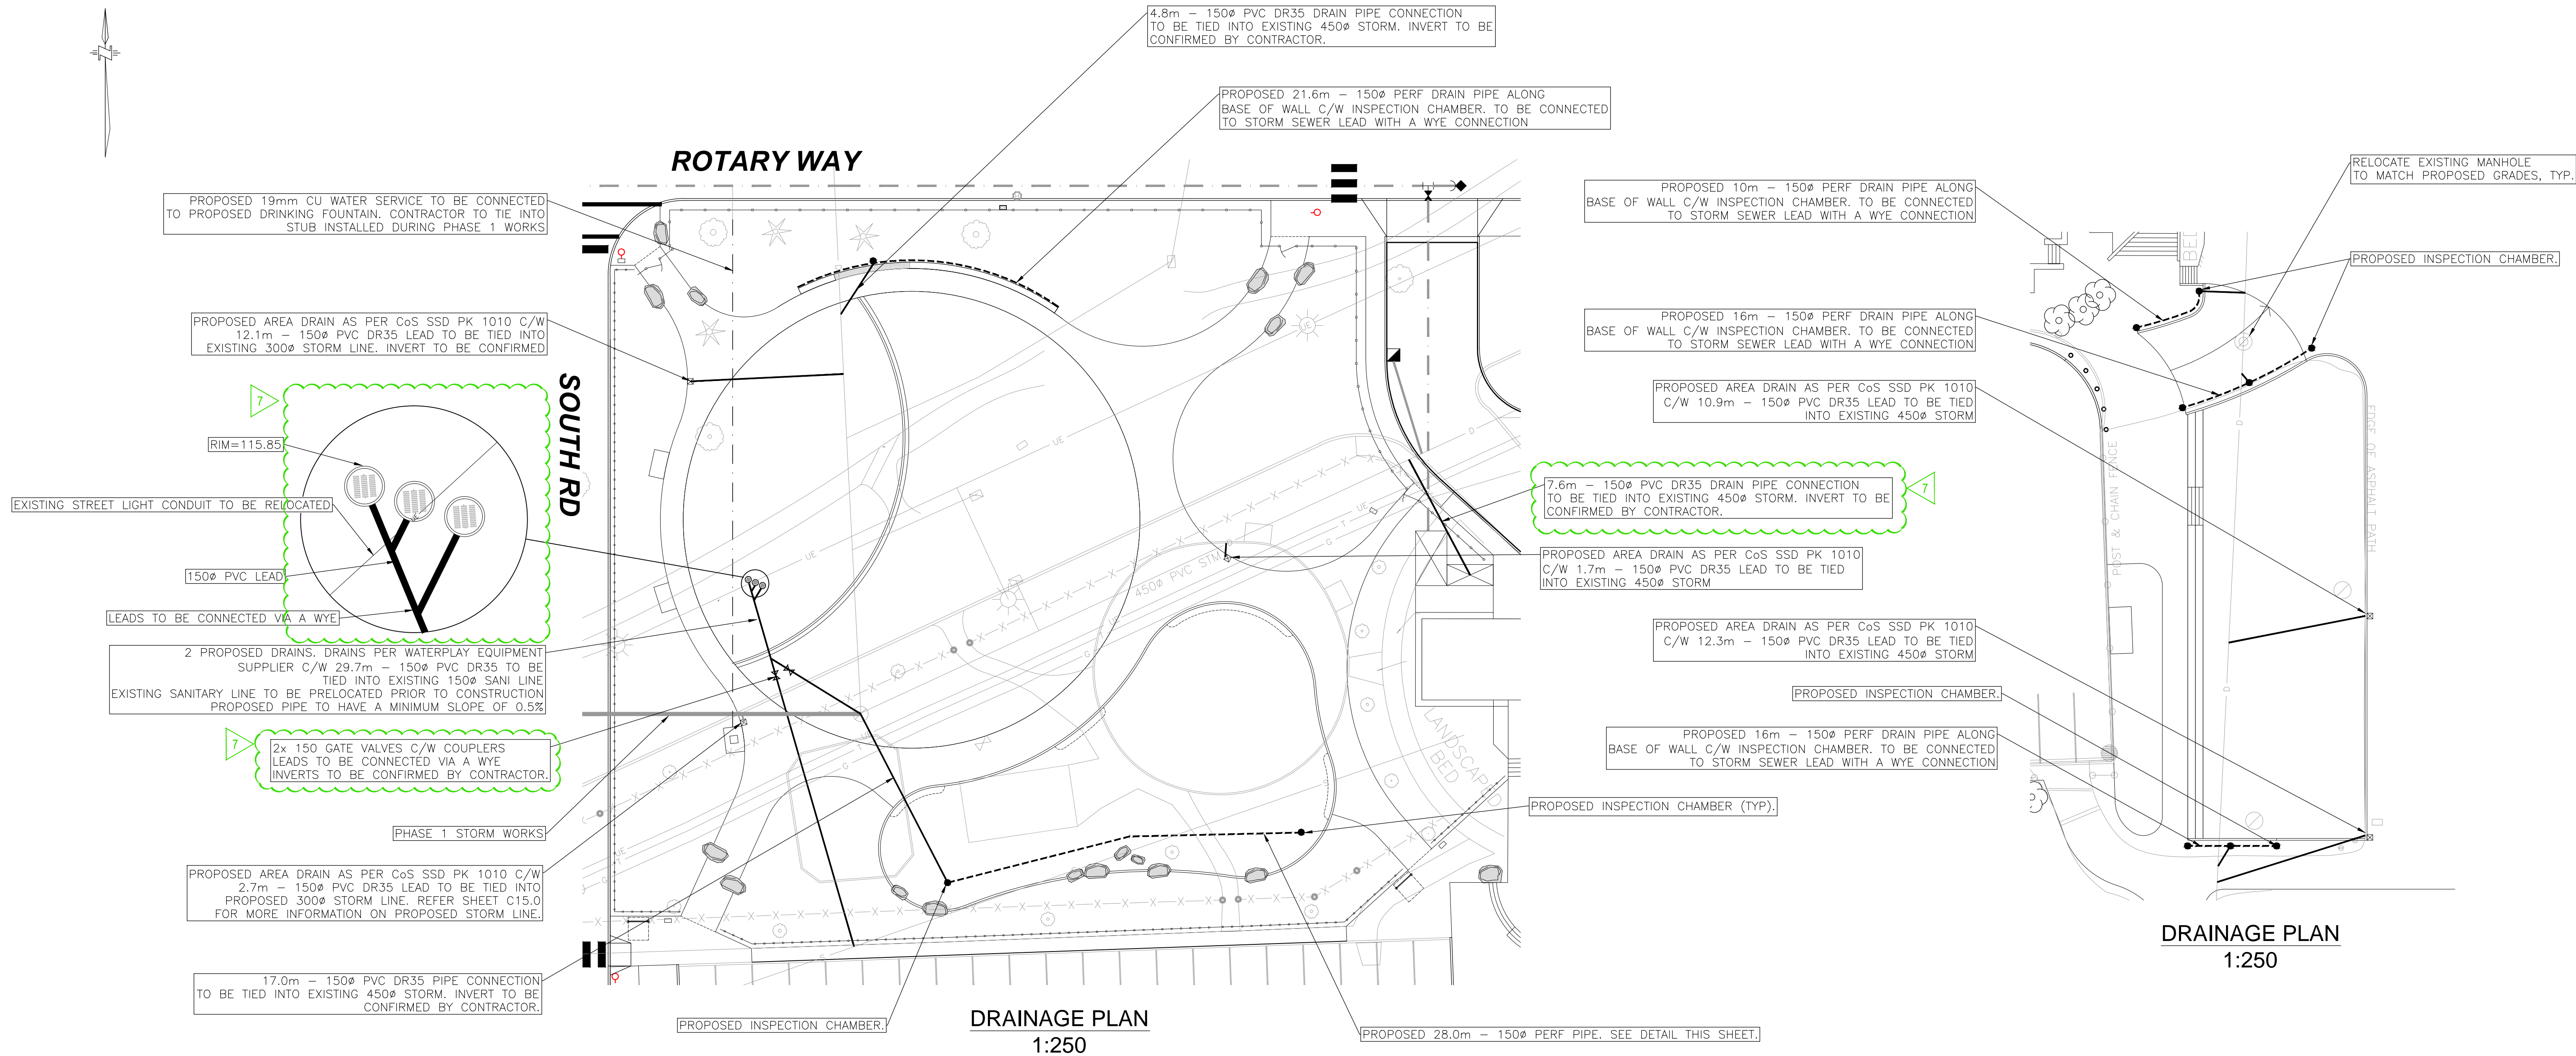 4.8m – 150ø PVC DR35 DRAIN PIPE CONNECTION
TO BE TIED INTO EXISTING 450ø STORM. INVERT TO BE
CONFIRMED BY CONTRACTOR.
PROPOSED 21.6m – 150ø PERF DRAIN PIPE ALONG
BASE OF WALL C/W INSPECTION CHAMBER. TO BE CONNECTED
TO STORM SEWER LEAD WITH A WYE CONNECTION
N
ROTARY WAY
SOUTH RD
PROPOSED 19mm CU WATER SERVICE TO BE CONNECTED
TO PROPOSED DRINKING FOUNTAIN. CONTRACTOR TO TIE INTO
STUB INSTALLED DURING PHASE 1 WORKS
PROPOSED AREA DRAIN AS PER CoS SSD PK 1010 C/W
12.1m – 150ø PVC DR35 LEAD TO BE TIED INTO
EXISTING 300ø STORM LINE. INVERT TO BE CONFIRMED
7
RIM=115.85
EXISTING STREET LIGHT CONDUIT TO BE RELOCATED
150ø PVC LEAD
LEADS TO BE CONNECTED VIA A WYE
2 PROPOSED DRAINS. DRAINS PER WATERPLAY EQUIPMENT
SUPPLIER C/W 29.7m – 150ø PVC DR35 TO BE
TIED INTO EXISTING 150ø SANI LINE
EXISTING SANITARY LINE TO BE PRELOCATED PRIOR TO CONSTRUCTION
PROPOSED PIPE TO HAVE A MINIMUM SLOPE OF 0.5%
7
2x 150 GATE VALVES C/W COUPLERS
LEADS TO BE CONNECTED VIA A WYE
INVERTS TO BE CONFIRMED BY CONTRACTOR.
PHASE 1 STORM WORKS
PROPOSED AREA DRAIN AS PER CoS SSD PK 1010 C/W
2.7m – 150ø PVC DR35 LEAD TO BE TIED INTO
PROPOSED 300ø STORM LINE. REFER SHEET C15.0
FOR MORE INFORMATION ON PROPOSED STORM LINE.
17.0m – 150ø PVC DR35 PIPE CONNECTION
TO BE TIED INTO EXISTING 450ø STORM. INVERT TO BE
CONFIRMED BY CONTRACTOR.
PROPOSED INSPECTION CHAMBER.
450ø PVC STM
LANDSCAPED
BED
DRAINAGE PLAN
1:250
7.6m – 150ø PVC DR35 DRAIN PIPE CONNECTION
TO BE TIED INTO EXISTING 450ø STORM. INVERT TO BE
CONFIRMED BY CONTRACTOR.
7
PROPOSED AREA DRAIN AS PER CoS SSD PK 1010
C/W 1.7m – 150ø PVC DR35 LEAD TO BE TIED
INTO EXISTING 450ø STORM
PROPOSED INSPECTION CHAMBER (TYP).
PROPOSED 28.0m – 150ø PERF PIPE. SEE DETAIL THIS SHEET.
PROPOSED 10m – 150ø PERF DRAIN PIPE ALONG
BASE OF WALL C/W INSPECTION CHAMBER. TO BE CONNECTED
TO STORM SEWER LEAD WITH A WYE CONNECTION
RELOCATE EXISTING MANHOLE
TO MATCH PROPOSED GRADES, TYP.
PROPOSED INSPECTION CHAMBER.
PROPOSED 16m – 150ø PERF DRAIN PIPE ALONG
BASE OF WALL C/W INSPECTION CHAMBER. TO BE CONNECTED
TO STORM SEWER LEAD WITH A WYE CONNECTION
PROPOSED AREA DRAIN AS PER CoS SSD PK 1010
C/W 10.9m – 150ø PVC DR35 LEAD TO BE TIED
INTO EXISTING 450ø STORM
POST & CHAIN FENCE
EDGE OF ASPHALT PATH
PROPOSED AREA DRAIN AS PER CoS SSD PK 1010
C/W 12.3m – 150ø PVC DR35 LEAD TO BE TIED
INTO EXISTING 450ø STORM
PROPOSED INSPECTION CHAMBER.
PROPOSED 16m – 150ø PERF DRAIN PIPE ALONG
BASE OF WALL C/W INSPECTION CHAMBER. TO BE CONNECTED
TO STORM SEWER LEAD WITH A WYE CONNECTION
DRAINAGE PLAN
1:250